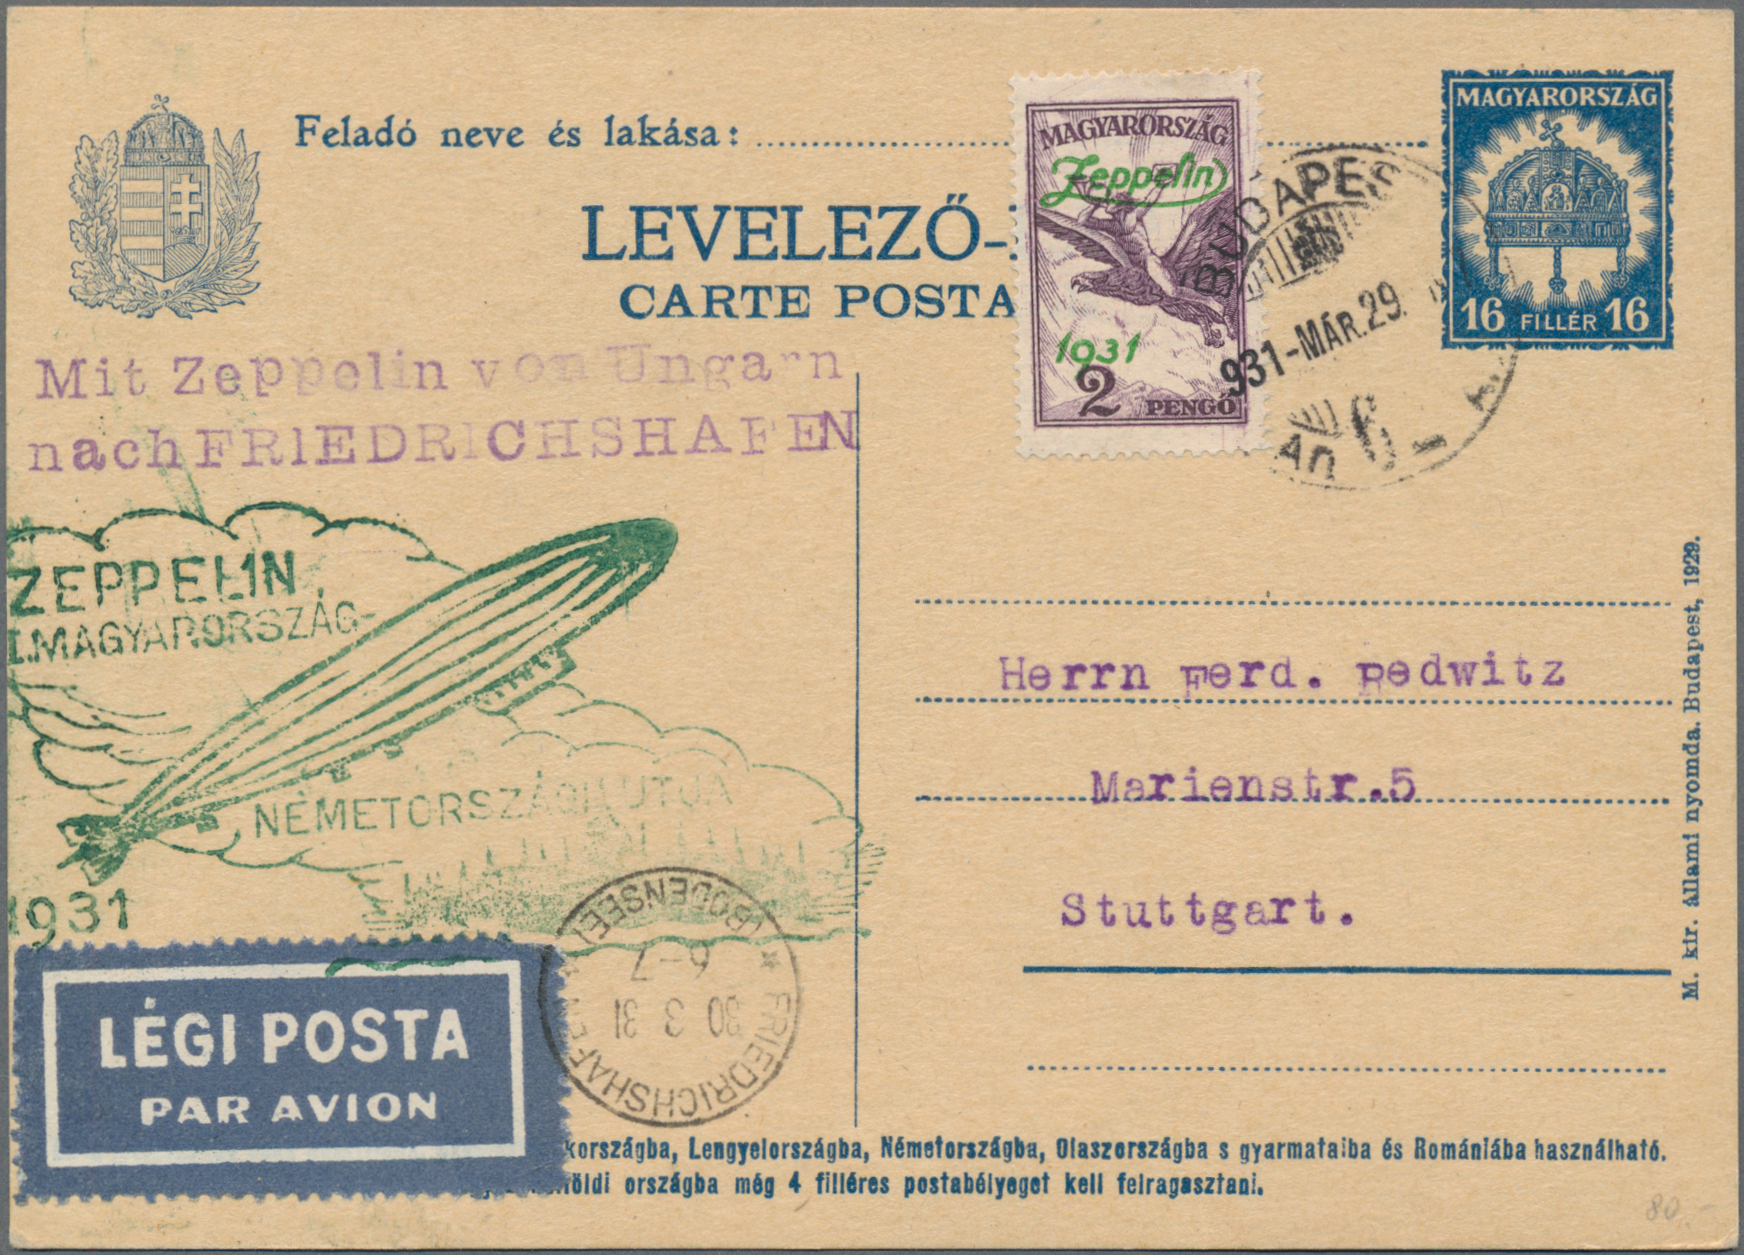 Feladó neve és lakása:
LEVELEZŐ-
CARTE POSTA
MAGYARORSZÁG
Zeppelin
1931
2 PENGŐ
BUDAPES
931-MÁR.29.
MAGYARORSZÁG
16 FILLÉR 16
Mit Zeppelin von Ungarn
nach FRIEDRICHSHAFEN
ZEPPELIN
I.MAGYARORSZÁG-
NÉMETORSZÁGI UTJA
1931
Herrn Ferd. Redwitz
Marienstr.5
Stuttgart.
LÉGI POSTA
PAR AVION
FRIEDRICHSHAFEN
30 3 31
6-7
(BODENSEE)
országba, Lengyelországba, Németországba, Olaszországba s gyarmataiba és Romániába használható.
földi országba még 4 filléres postabélyeget kell felragasztani.
M. kir. állami nyomda. Budapest, 1929.
80.-